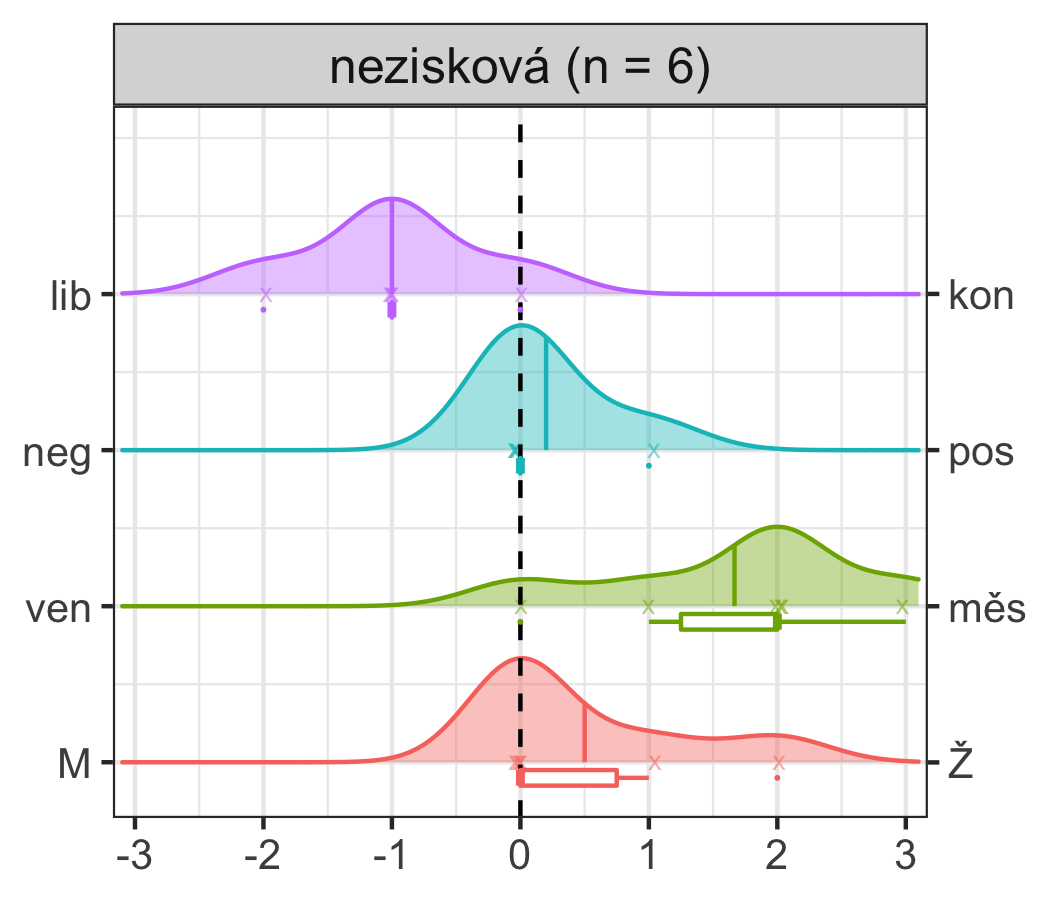 nezisková (n = 6)
lib kon
neg pos
ven měs
M Ž
-3 -2 -1 0 1 2 3